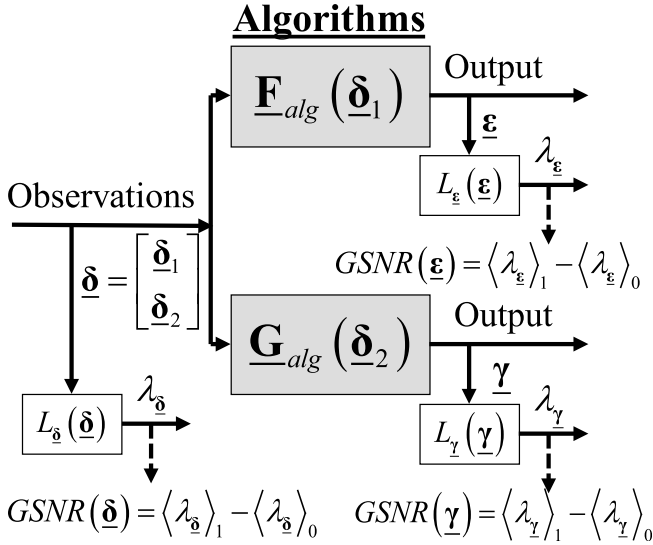 Algorithms
F_alg (δ_1)
Output
ε
λ_ε
L_ε(ε)
Observations
δ = [δ_1 δ_2]
GSNR(ε) = ⟨λ_ε⟩_1 − ⟨λ_ε⟩_0
G_alg (δ_2)
Output
γ
λ_γ
L_γ(γ)
λ_δ
L_δ(δ)
GSNR(δ) = ⟨λ_δ⟩_1 − ⟨λ_δ⟩_0
GSNR(γ) = ⟨λ_γ⟩_1 − ⟨λ_γ⟩_0